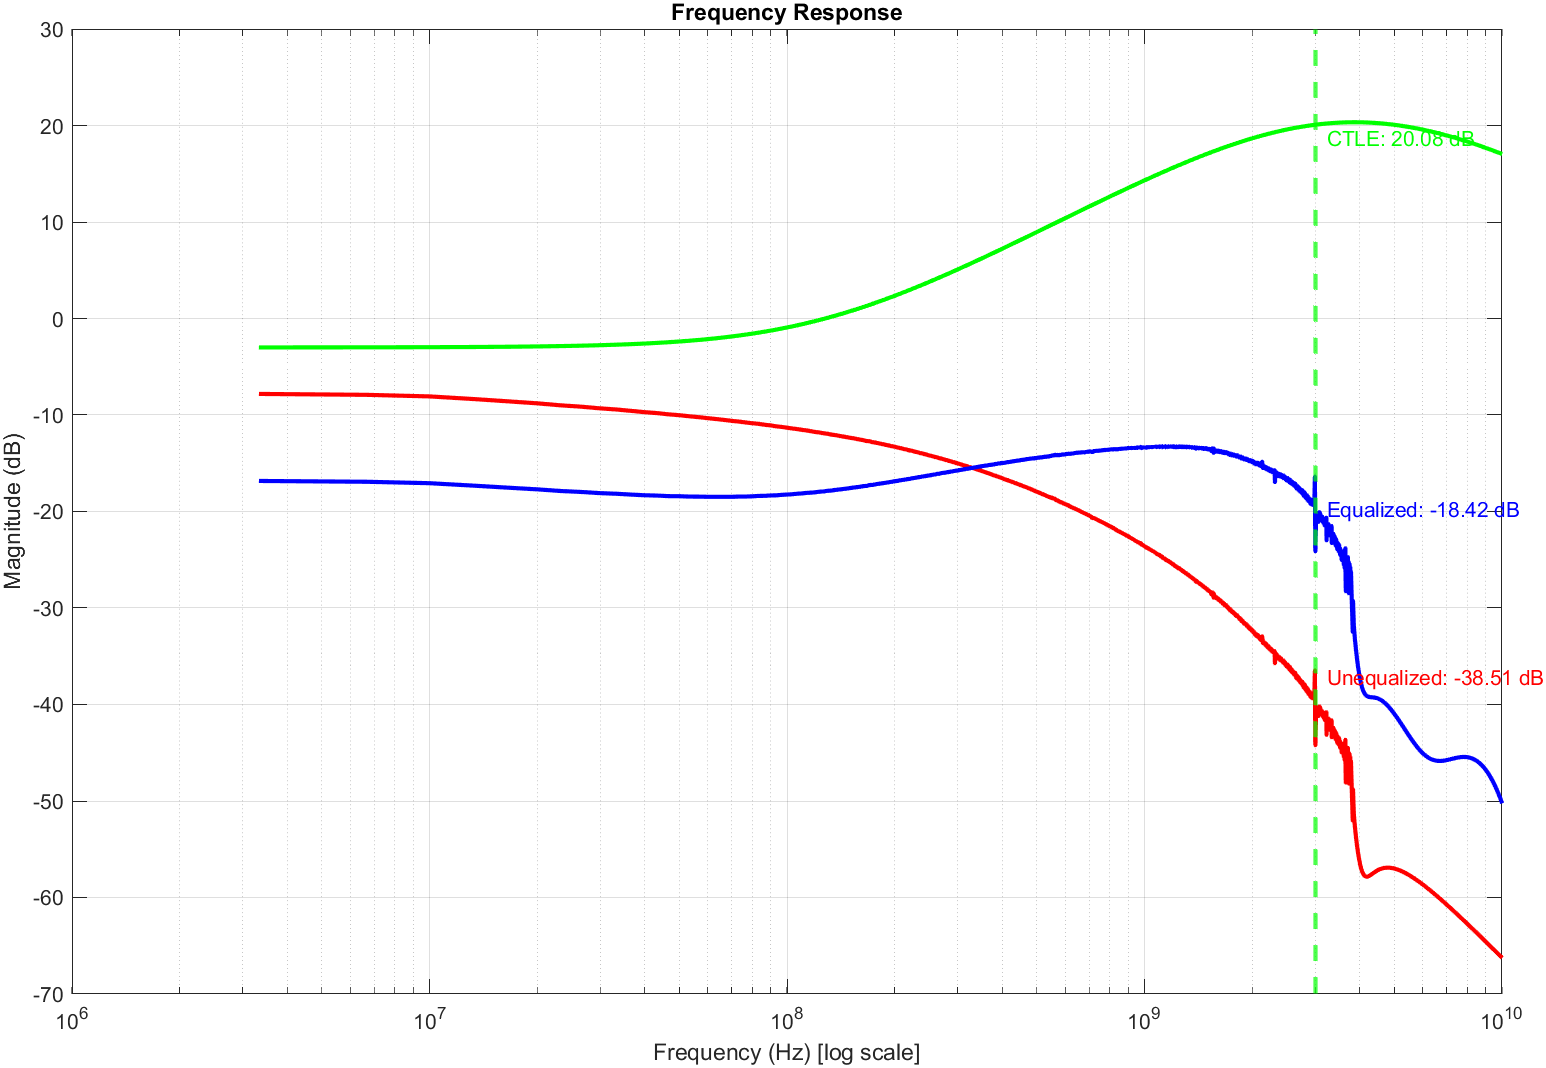 Frequency Response
30
20
10
0
-10
-20
-30
-40
-50
-60
-70
Magnitude (dB)
CTLE: 20.08 dB
Equalized: -18.42 dB
Unequalized: -38.51 dB
10^6
10^7
10^8
10^9
10^10
Frequency (Hz) [log scale]